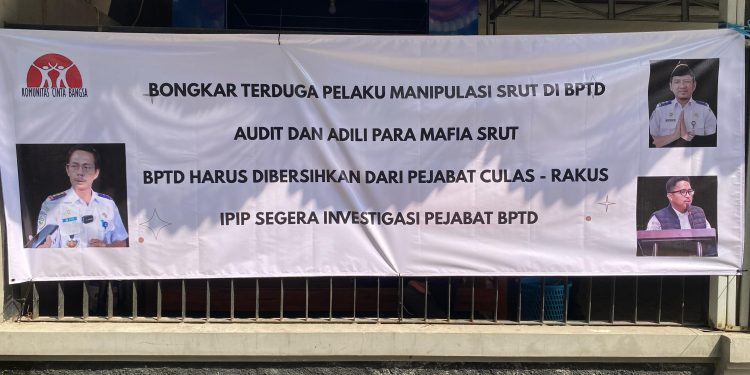 KOMUNITAS CINTA BANGSA
BONGKAR TERDUGA PELAKU MANIPULASI SRUT DI BPTD
AUDIT DAN ADILI PARA MAFIA SRUT
BPTD HARUS DIBERSIHKAN DARI PEJABAT CULAS - RAKUS
IPIP SEGERA INVESTIGASI PEJABAT BPTD